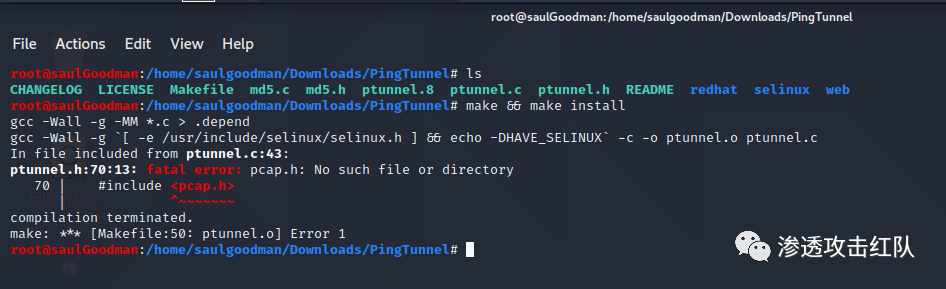 root@saulGoodman:/home/saulgoodman/Downloads/PingTunnel
File Actions Edit View Help
root@saulGoodman:/home/saulgoodman/Downloads/PingTunnel# ls
CHANGELOG LICENSE Makefile md5.c md5.h ptunnel.8 ptunnel.c ptunnel.h README redhat selinux web
root@saulGoodman:/home/saulgoodman/Downloads/PingTunnel# make && make install
gcc -Wall -g -MM *.c > .depend
gcc -Wall -g `[ -e /usr/include/selinux/selinux.h ] && echo -DHAVE_SELINUX` -c -o ptunnel.o ptunnel.c
In file included from ptunnel.c:43:
ptunnel.h:70:13: fatal error: pcap.h: No such file or directory
70 | #include <pcap.h>
| ^~~~~~~~
compilation terminated.
make: *** [Makefile:50: ptunnel.o] Error 1
root@saulGoodman:/home/saulgoodman/Downloads/PingTunnel#
渗透攻击红队